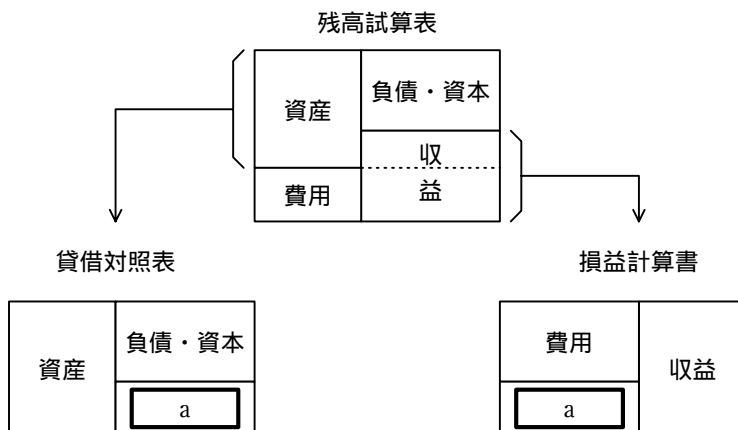 残高試算表
資産
負債・資本
収
益
費用
貸借対照表
損益計算書
資産
負債・資本
a
費用
a
収益